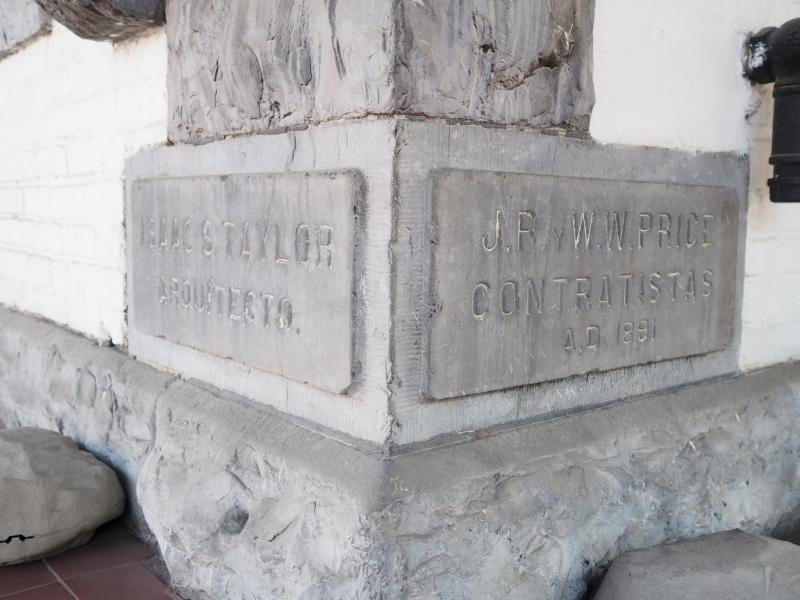 ISAAC S. TAYLOR
ARQUITECTO.
J.R. Y W.W. PRICE
CONTRATISTAS
A.D. 1891